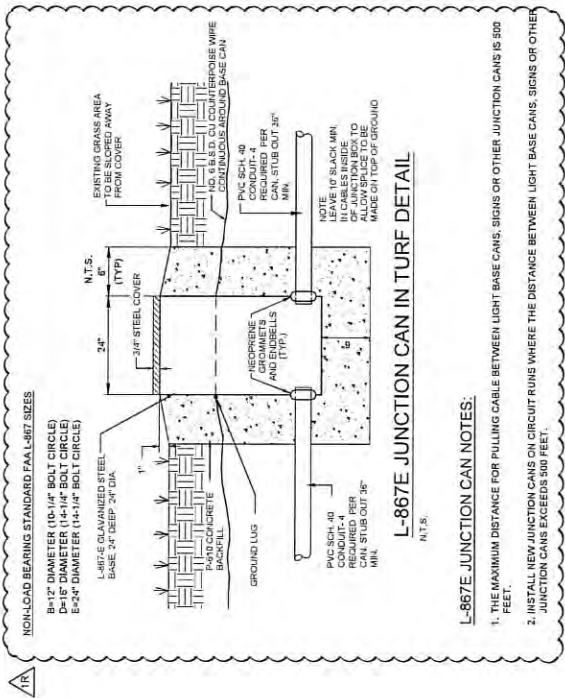 1R
NON-LOAD BEARING STANDARD FAA L-867 SIZES
B=12" DIAMETER (10-1/4" BOLT CIRCLE)
D=16" DIAMETER (14-1/4" BOLT CIRCLE)
E=24" DIAMETER (14-1/4" BOLT CIRCLE)
N.T.S.
24"
6"
(TYP)
3/4" STEEL COVER
1"
EXISTING GRASS AREA
TO BE SLOPED AWAY
FROM COVER
L-867-E GLAVANIZED STEEL
BASE, 24" DEEP, 24" DIA.
P-610 CONCRETE
BACKFILL
GROUND LUG
NO. 6 B.S.D. CU COUNTERPOISE WIRE
CONTINUOUS AROUND BASE CAN
NEOPRENE
GROMMETS
AND ENDBELLS
(TYP.)
PVC SCH. 40
CONDUIT- 4
REQUIRED PER
CAN, STUB OUT 36"
MIN.
PVC SCH. 40
CONDUIT- 4
REQUIRED PER
CAN, STUB OUT 36"
MIN.
6"
NOTE
LEAVE 10' SLACK MIN.
IN CABLES INSIDE
OF JUNCTION BOX TO
ALLOW SPLICE TO BE
MADE ON TOP OF GROUND
L-867E JUNCTION CAN IN TURF DETAIL
N.T.S.
L-867E JUNCTION CAN NOTES:
1. THE MAXIMUM DISTANCE FOR PULLING CABLE BETWEEN LIGHT BASE CANS, SIGNS OR OTHER JUNCTION CANS IS 500
FEET.
2. INSTALL NEW JUNCTION CANS ON CIRCUIT RUNS WHERE THE DISTANCE BETWEEN LIGHT BASE CANS, SIGNS OR OTHER
JUNCTION CANS EXCEEDS 500 FEET.